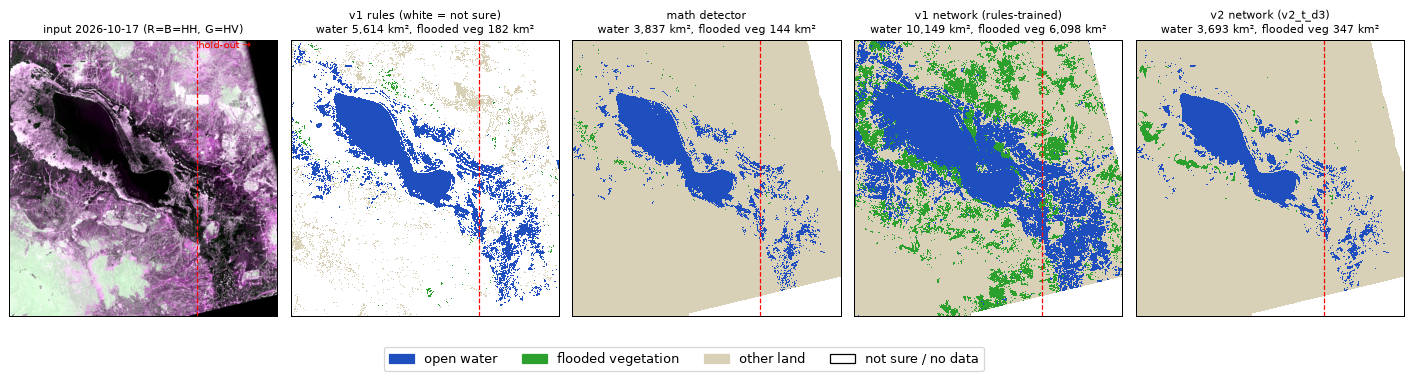 input 2026-10-17 (R=B=HH, G=HV)
hold-out →
v1 rules (white = not sure)
water 5,614 km², flooded veg 182 km²
math detector
water 3,837 km², flooded veg 144 km²
v1 network (rules-trained)
water 10,149 km², flooded veg 6,098 km²
v2 network (v2_t_d3)
water 3,693 km², flooded veg 347 km²
open water
flooded vegetation
other land
not sure / no data